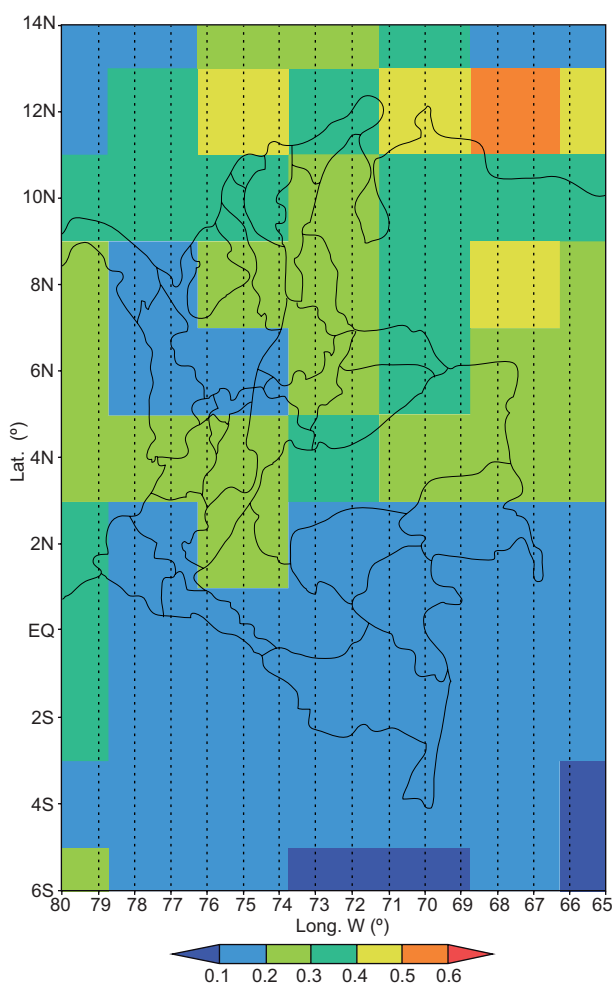 14N
12N
10N
8N
6N
4N
2N
EQ
2S
4S
6S
Lat. (º)
80 79 78 77 76 75 74 73 72 71 70 69 68 67 66 65
Long. W (º)
0.1 0.2 0.3 0.4 0.5 0.6